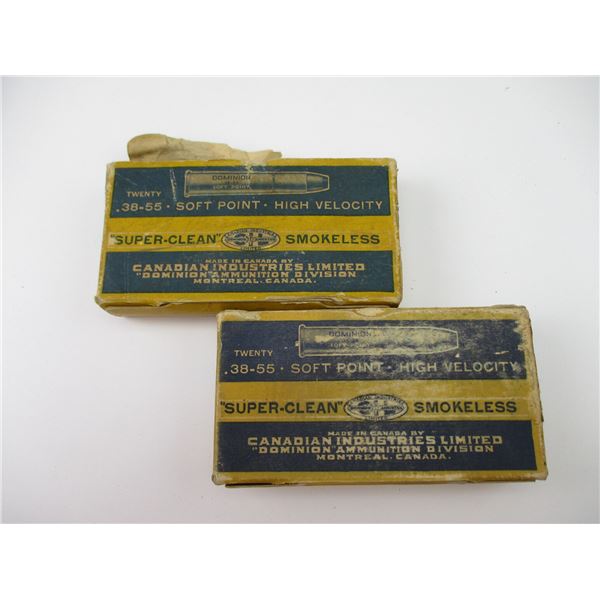 DOMINION
SOFT POINT
TWENTY
.38-55 · SOFT POINT · HIGH VELOCITY
"SUPER-CLEAN" SMOKELESS
MADE IN CANADA BY
CANADIAN INDUSTRIES LIMITED
"DOMINION" AMMUNITION DIVISION
MONTREAL, CANADA.
DOMINION
SOFT POINT
TWENTY
.38-55 · SOFT POINT · HIGH VELOCITY
"SUPER-CLEAN" SMOKELESS
MADE IN CANADA BY
CANADIAN INDUSTRIES LIMITED
"DOMINION" AMMUNITION DIVISION
MONTREAL, CANADA.